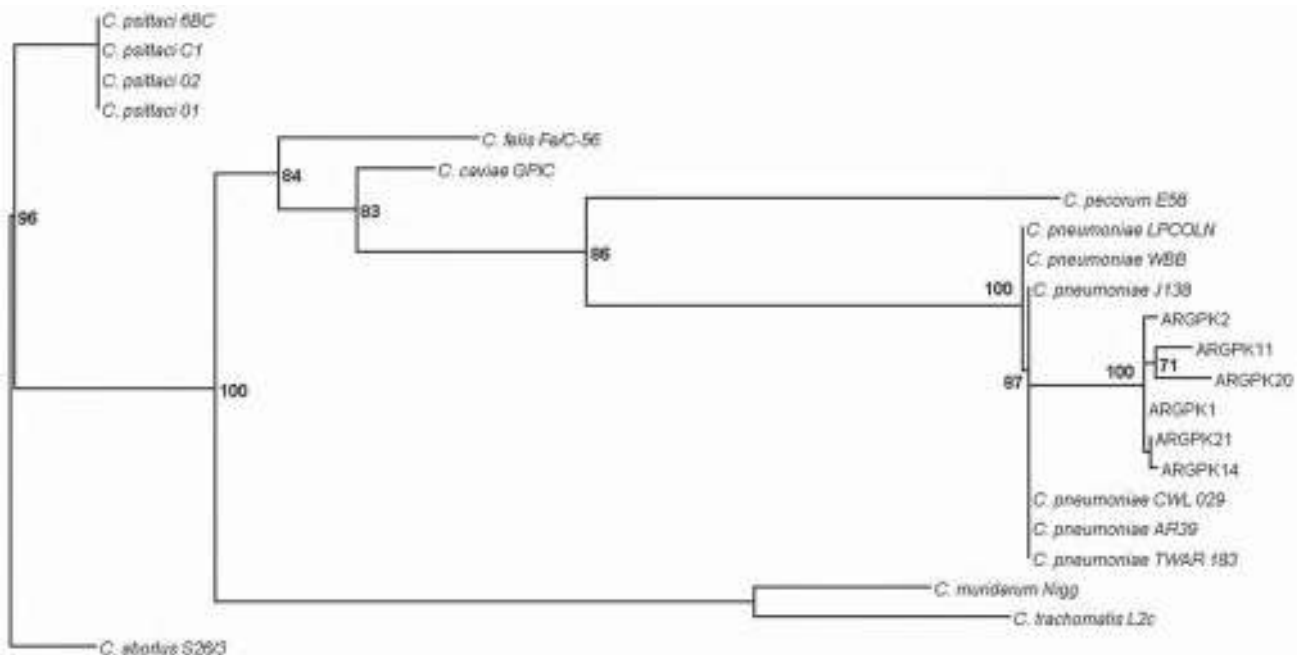 C. psittaci 6BC
C. psittaci C1
C. psittaci 02
C. psittaci 01
C. felis Fe/C-56
84
C. caviae GPIC
83
C. pecorum E58
96
C. pneumoniae LPCOLN
86
C. pneumoniae WBB
100
C. pneumoniae J138
ARGPK2
ARGPK11
100
71
87
ARGPK20
100
ARGPK1
ARGPK21
ARGPK14
C. pneumoniae CWL 029
C. pneumoniae AR39
C. pneumoniae TWAR 183
C. muridarum Nigg
C. trachomatis L2c
C. abortus S26/3